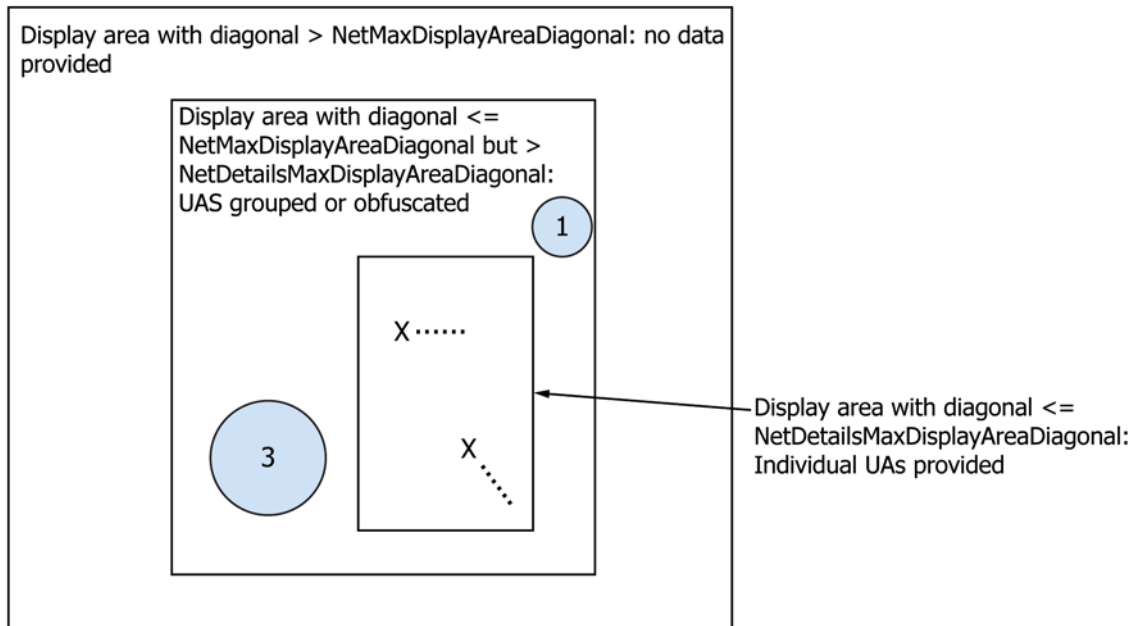 Display area with diagonal > NetMaxDisplayAreaDiagonal: no data
provided
Display area with diagonal <=
NetMaxDisplayAreaDiagonal but >
NetDetailsMaxDisplayAreaDiagonal:
UAS grouped or obfuscated
1
X
3
X
Display area with diagonal <=
NetDetailsMaxDisplayAreaDiagonal:
Individual UAs provided